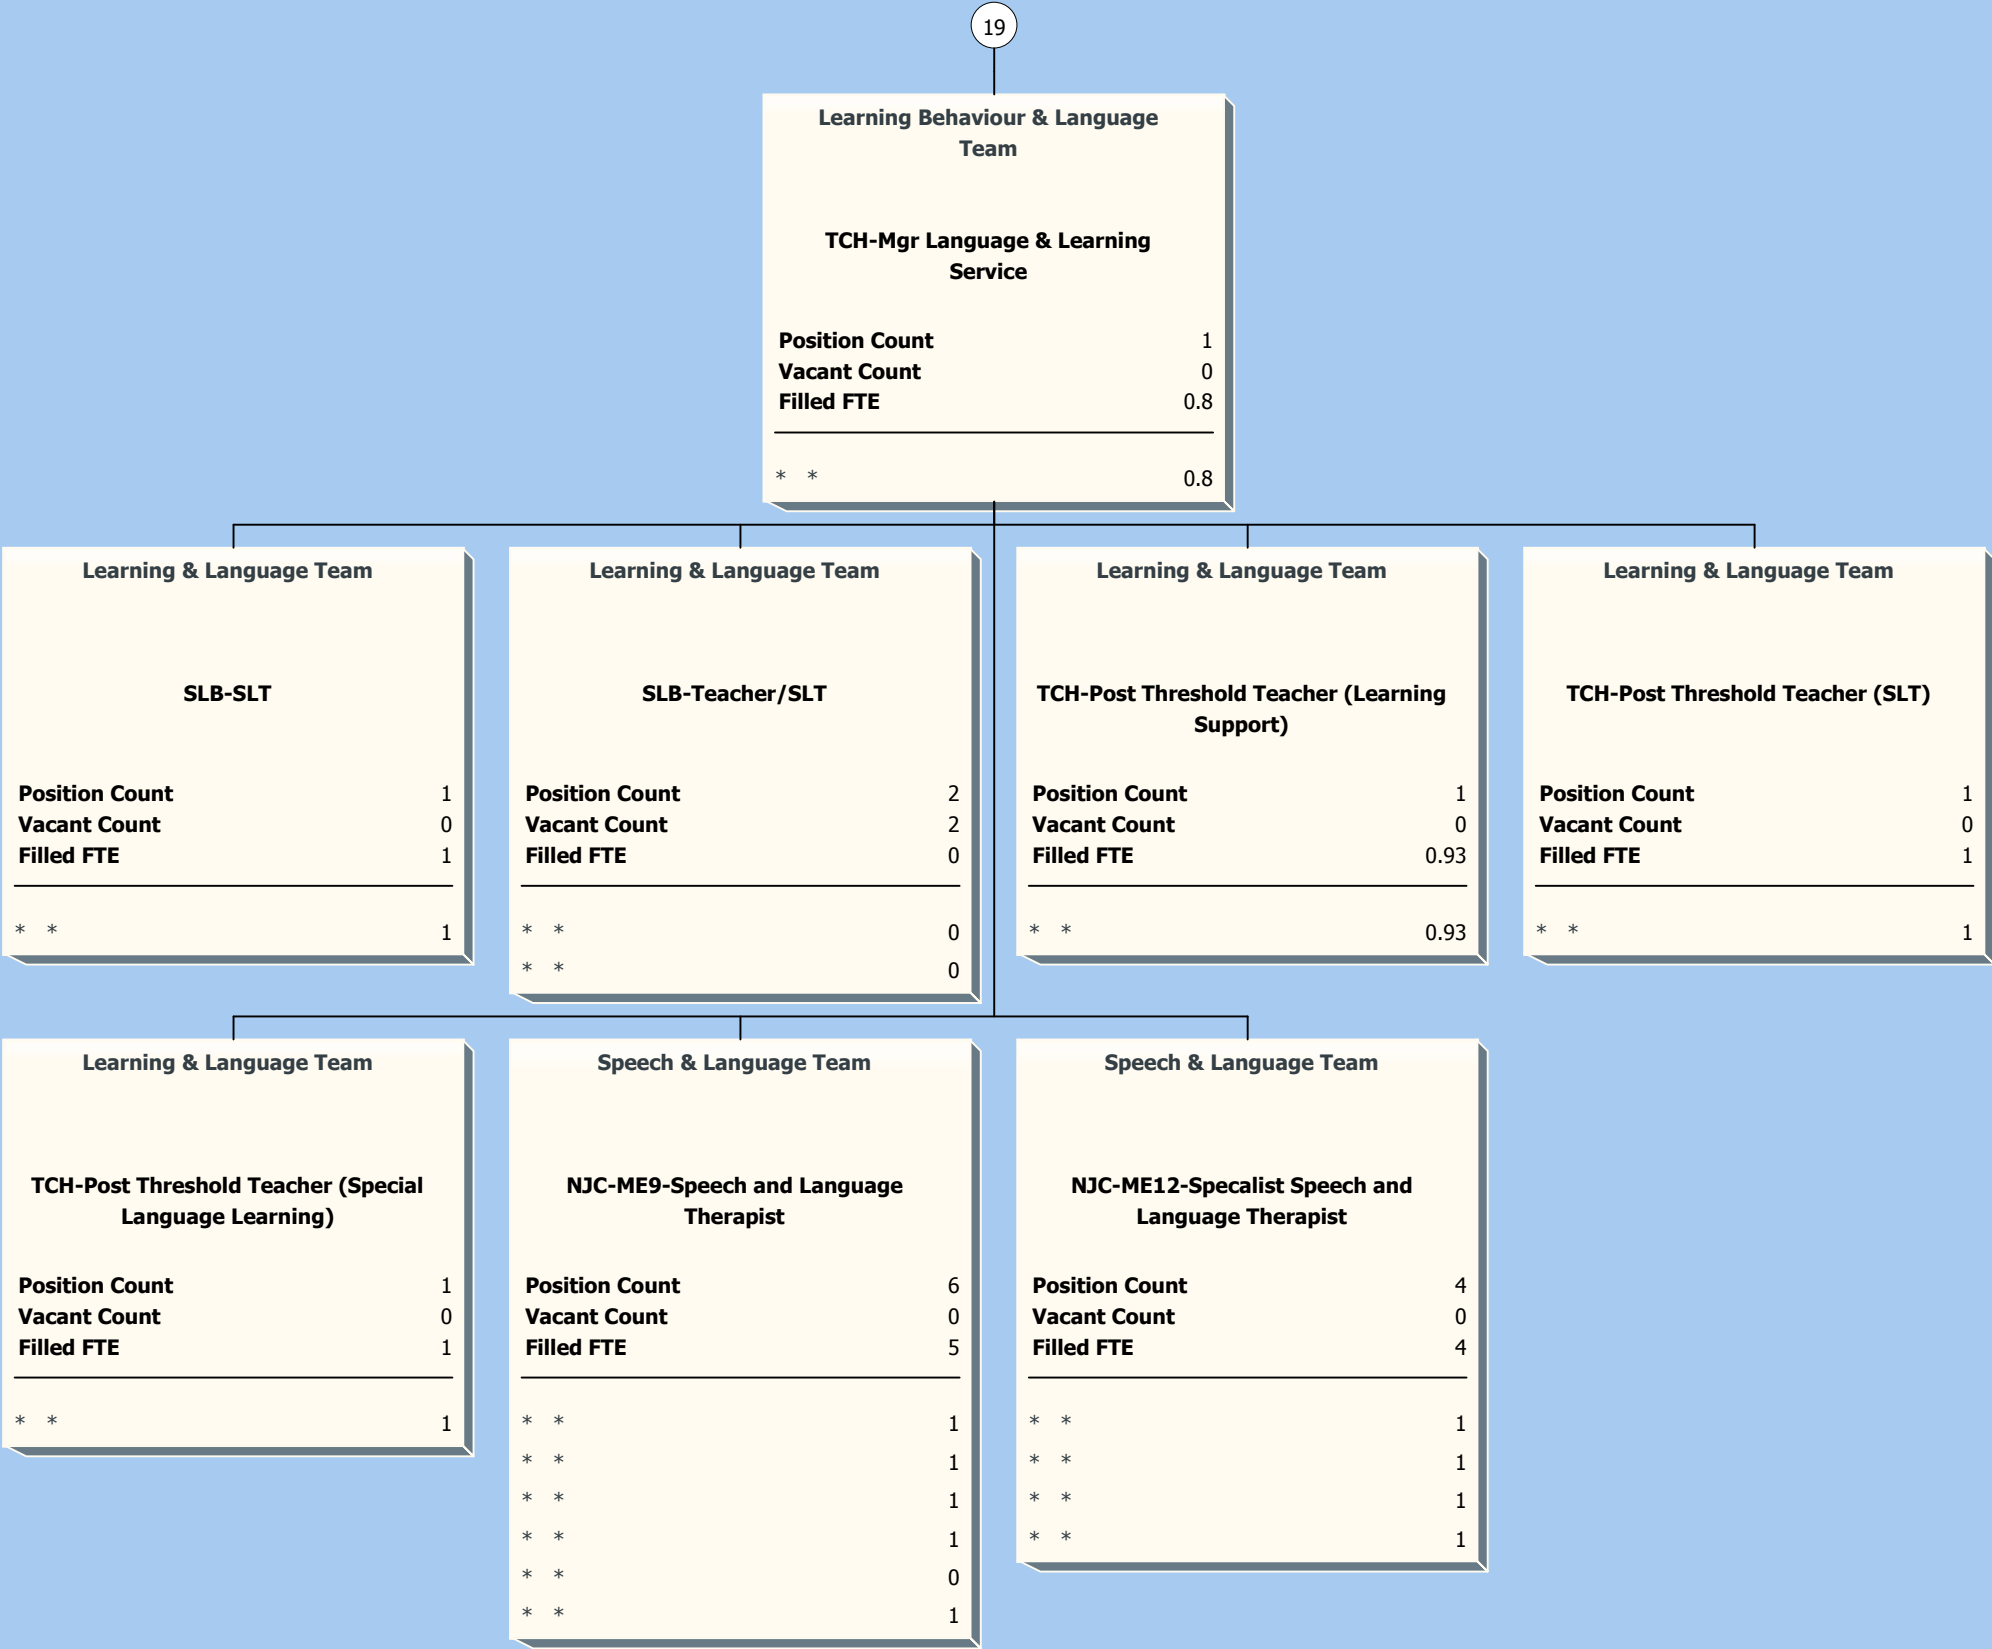 19
Learning Behaviour & Language
Team
TCH-Mgr Language & Learning
Service
Position Count 1
Vacant Count 0
Filled FTE 0.8
* * 0.8
Learning & Language Team
SLB-SLT
Position Count 1
Vacant Count 0
Filled FTE 1
* * 1
Learning & Language Team
SLB-Teacher/SLT
Position Count 2
Vacant Count 2
Filled FTE 0
* * 0
* * 0
Learning & Language Team
TCH-Post Threshold Teacher (Learning
Support)
Position Count 1
Vacant Count 0
Filled FTE 0.93
* * 0.93
Learning & Language Team
TCH-Post Threshold Teacher (SLT)
Position Count 1
Vacant Count 0
Filled FTE 1
* * 1
Learning & Language Team
TCH-Post Threshold Teacher (Special
Language Learning)
Position Count 1
Vacant Count 0
Filled FTE 1
* * 1
Speech & Language Team
NJC-ME9-Speech and Language
Therapist
Position Count 6
Vacant Count 0
Filled FTE 5
* * 1
* * 1
* * 1
* * 1
* * 0
* * 1
Speech & Language Team
NJC-ME12-Specalist Speech and
Language Therapist
Position Count 4
Vacant Count 0
Filled FTE 4
* * 1
* * 1
* * 1
* * 1